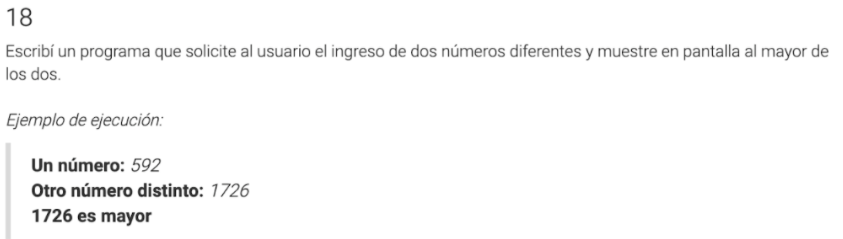 18
Escribí un programa que solicite al usuario el ingreso de dos números diferentes y muestre en pantalla al mayor de
los dos.
Ejemplo de ejecución:
Un número: 592
Otro número distinto: 1726
1726 es mayor